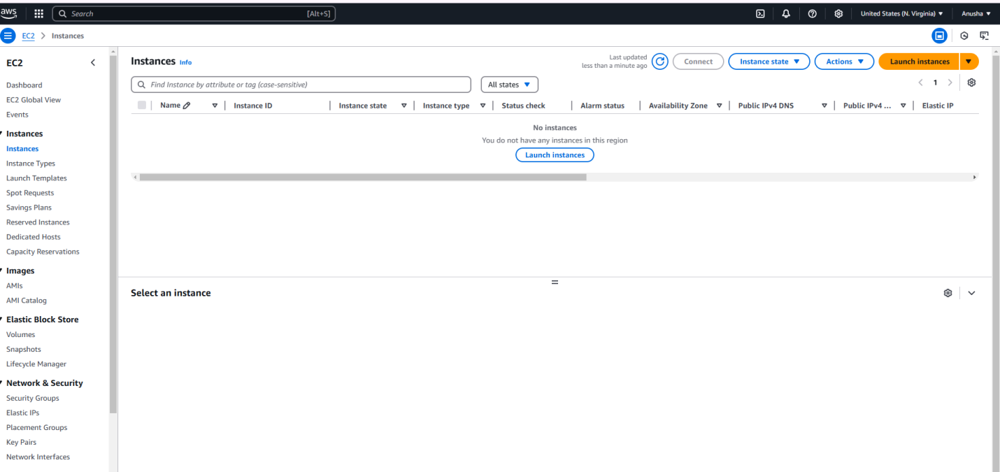 aws Search [Alt+S] United States (N. Virginia) Anusha
EC2 > Instances
EC2
Dashboard
EC2 Global View
Events
Instances
Instances
Instance Types
Launch Templates
Spot Requests
Savings Plans
Reserved Instances
Dedicated Hosts
Capacity Reservations
Images
AMIs
AMI Catalog
Elastic Block Store
Volumes
Snapshots
Lifecycle Manager
Network & Security
Security Groups
Elastic IPs
Placement Groups
Key Pairs
Network Interfaces
Instances Info
Last updated
less than a minute ago
Connect Instance state Actions Launch instances
Find Instance by attribute or tag (case-sensitive) All states 1
Name Instance ID Instance state Instance type Status check Alarm status Availability Zone Public IPv4 DNS Public IPv4 ... Elastic IP
No instances
You do not have any instances in this region
Launch instances
Select an instance